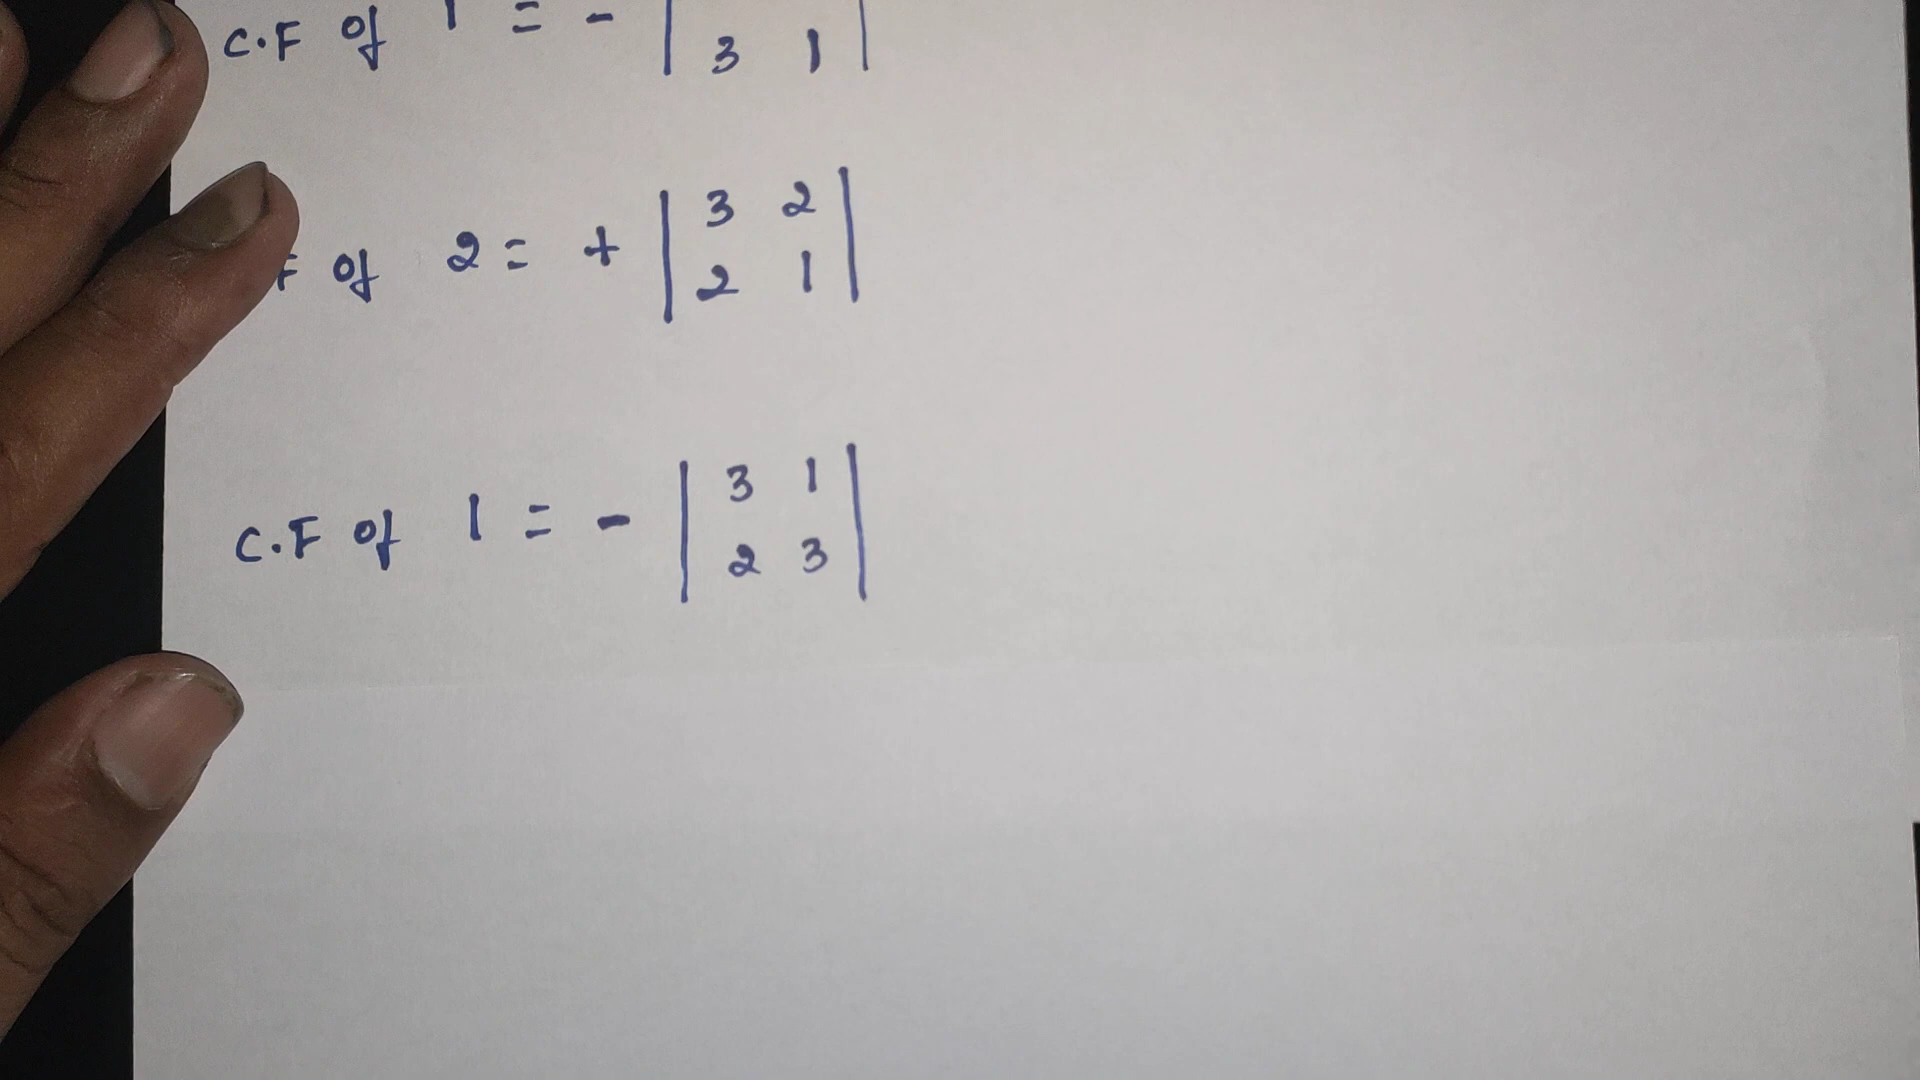 C.F of 1 = - | 3 1 |
F of 2 = + | 3 2 |
| 2 1 |
C.F of 1 = - | 3 1 |
| 2 3 |